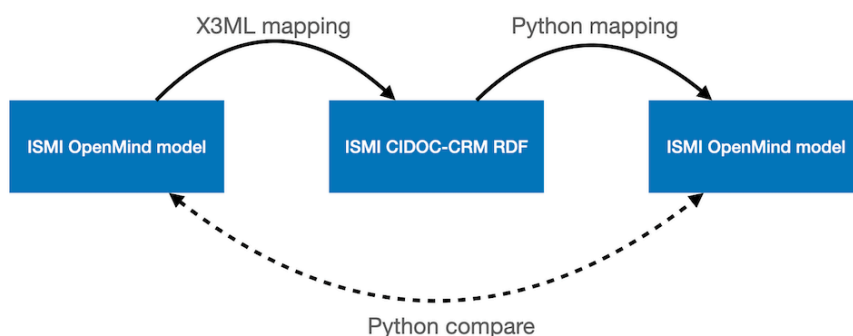 X3ML mapping
Python mapping
ISMI OpenMind model
ISMI CIDOC-CRM RDF
ISMI OpenMind model
Python compare